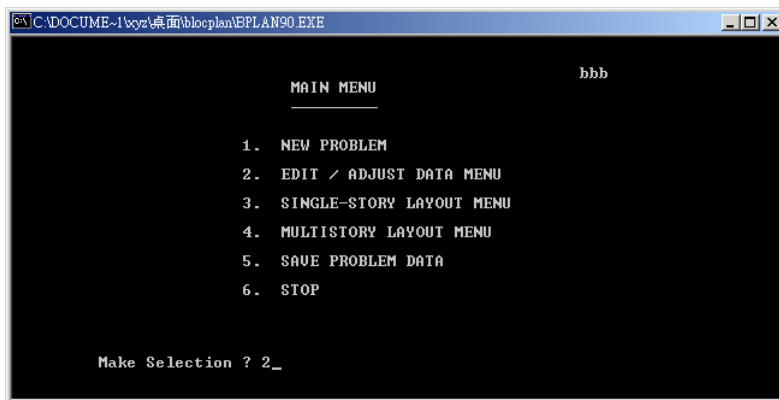 C:\DOCUME~1\xyz\桌面\blocplan\BPLAN90.EXE
bbb
MAIN MENU
1. NEW PROBLEM
2. EDIT / ADJUST DATA MENU
3. SINGLE-STORY LAYOUT MENU
4. MULTISTORY LAYOUT MENU
5. SAVE PROBLEM DATA
6. STOP
Make Selection ? 2_